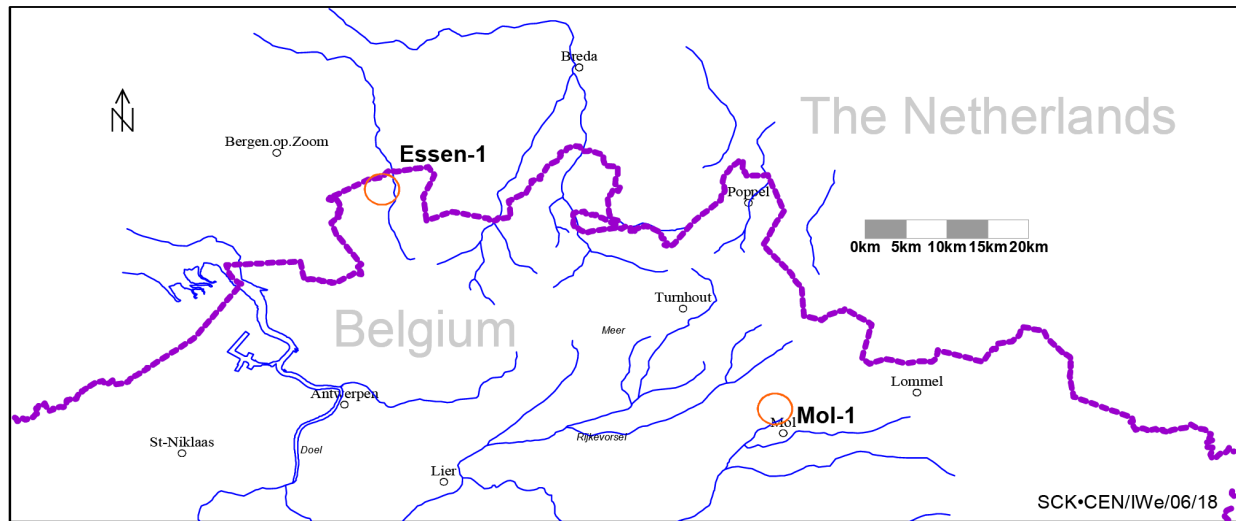 Breda
The Netherlands
N
Bergen.op.Zoom
Essen-1
Poppel
0km 5km 10km 15km 20km
Turnhout
Belgium
Meer
Lommel
Antwerpen
Mol-1
Mol
St-Niklaas
Doel
Rijkevorsel
Lier
SCK•CEN/IWe/06/18